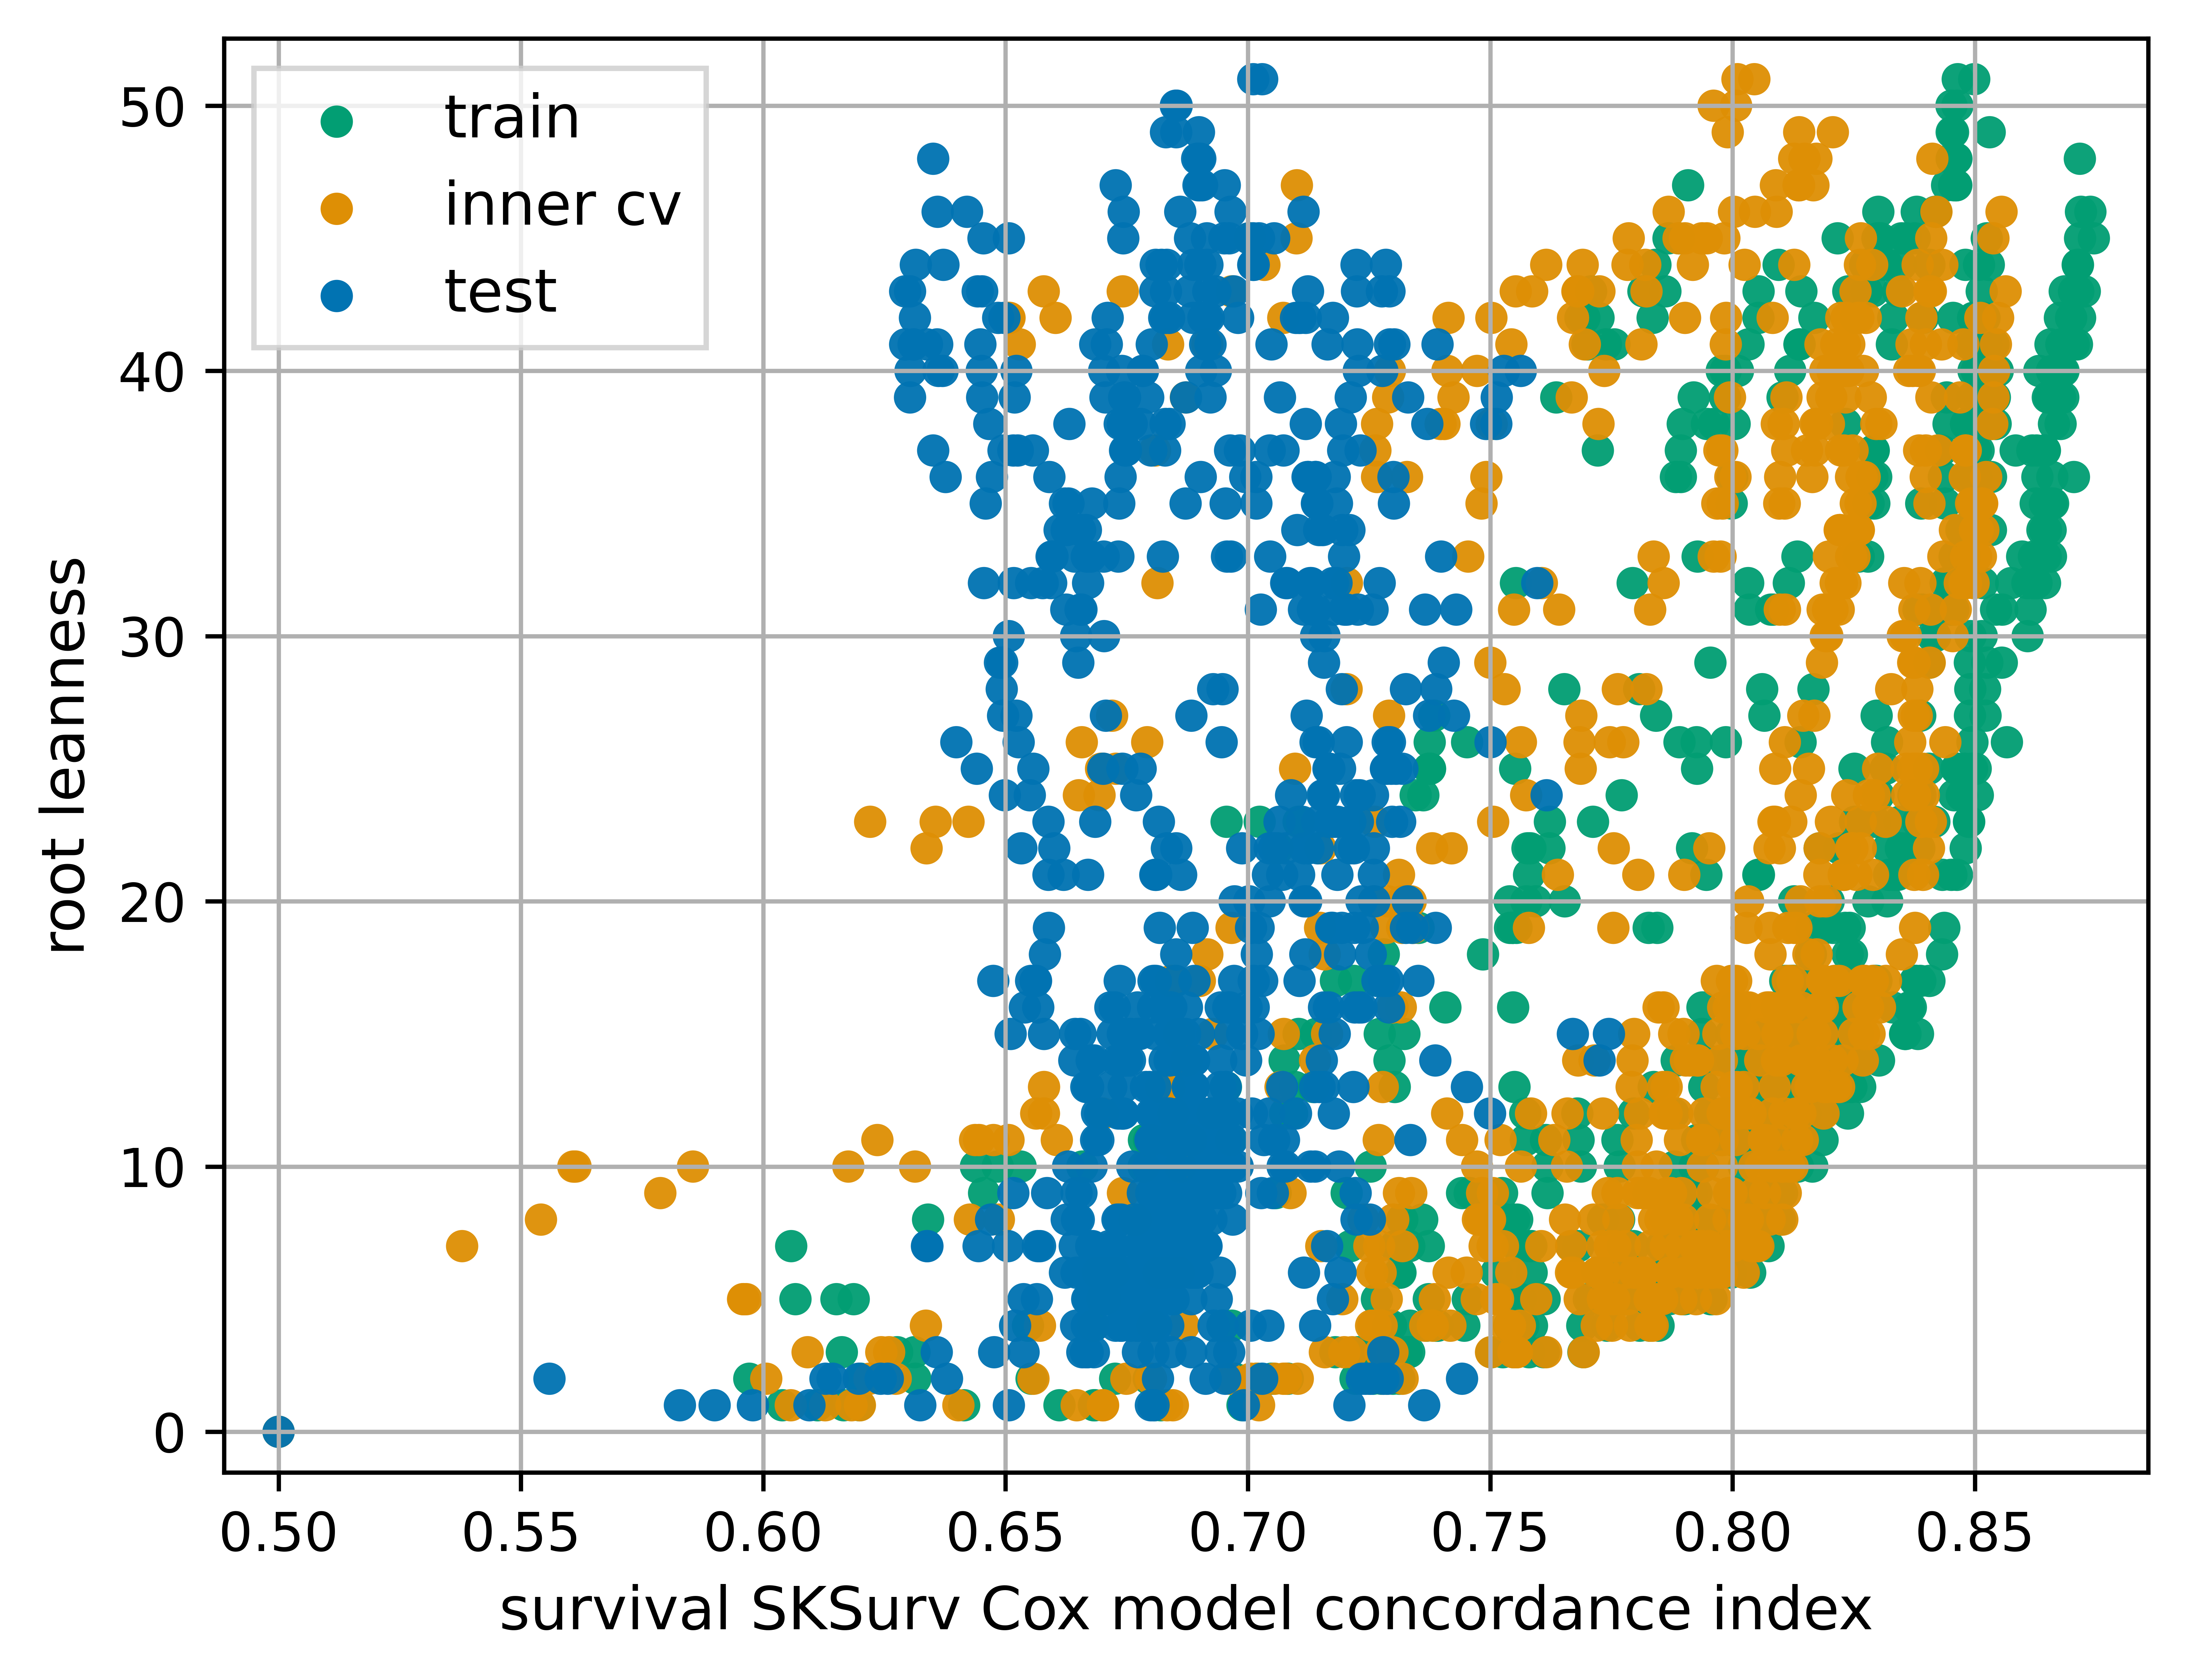 train
inner cv
test
50
40
30
20
10
0
root leanness
0.50 0.55 0.60 0.65 0.70 0.75 0.80 0.85
survival SKSurv Cox model concordance index